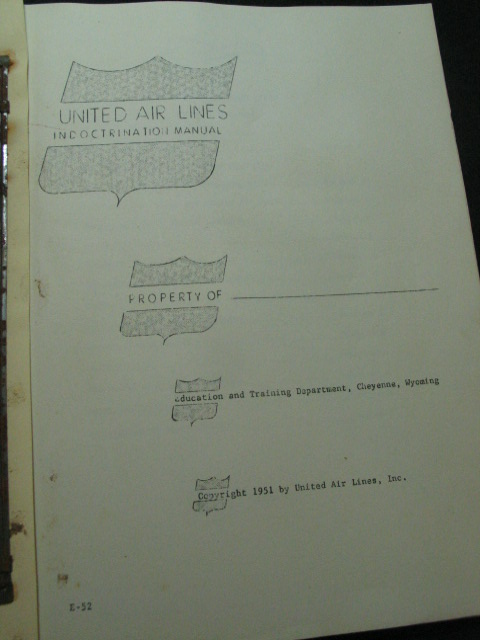 UNITED AIR LINES
INDOCTRINATION MANUAL
PROPERTY OF
Education and Training Department, Cheyenne, Wyoming
Copyright 1951 by United Air Lines, Inc.
E-52